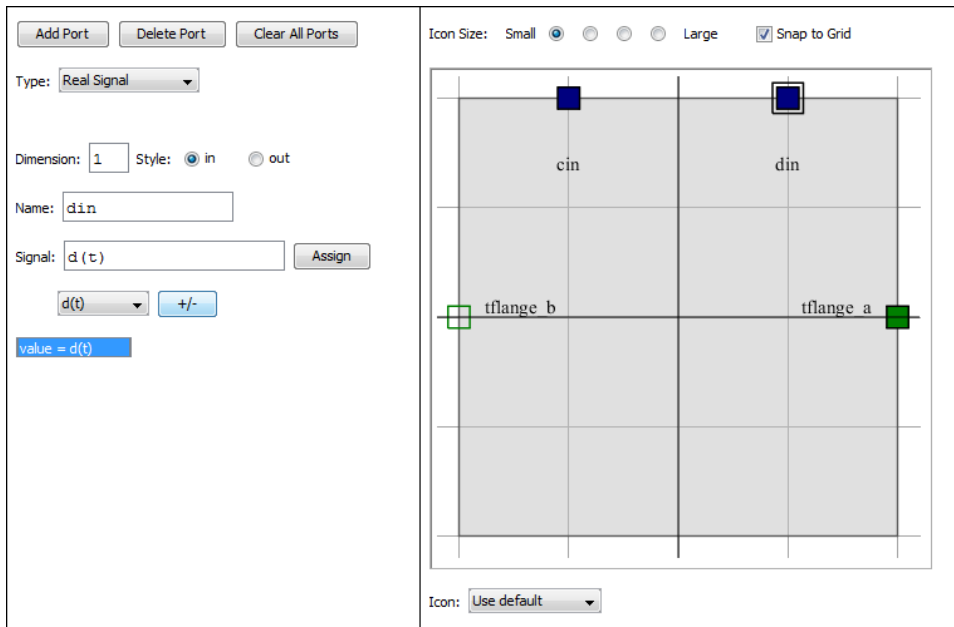 Add Port Delete Port Clear All Ports
Type: Real Signal
Dimension: 1 Style: in out
Name: din
Signal: d(t) Assign
d(t) +/-
value = d(t)
Icon Size: Small Large Snap to Grid
cin din
tflange_b tflange_a
Icon: Use default